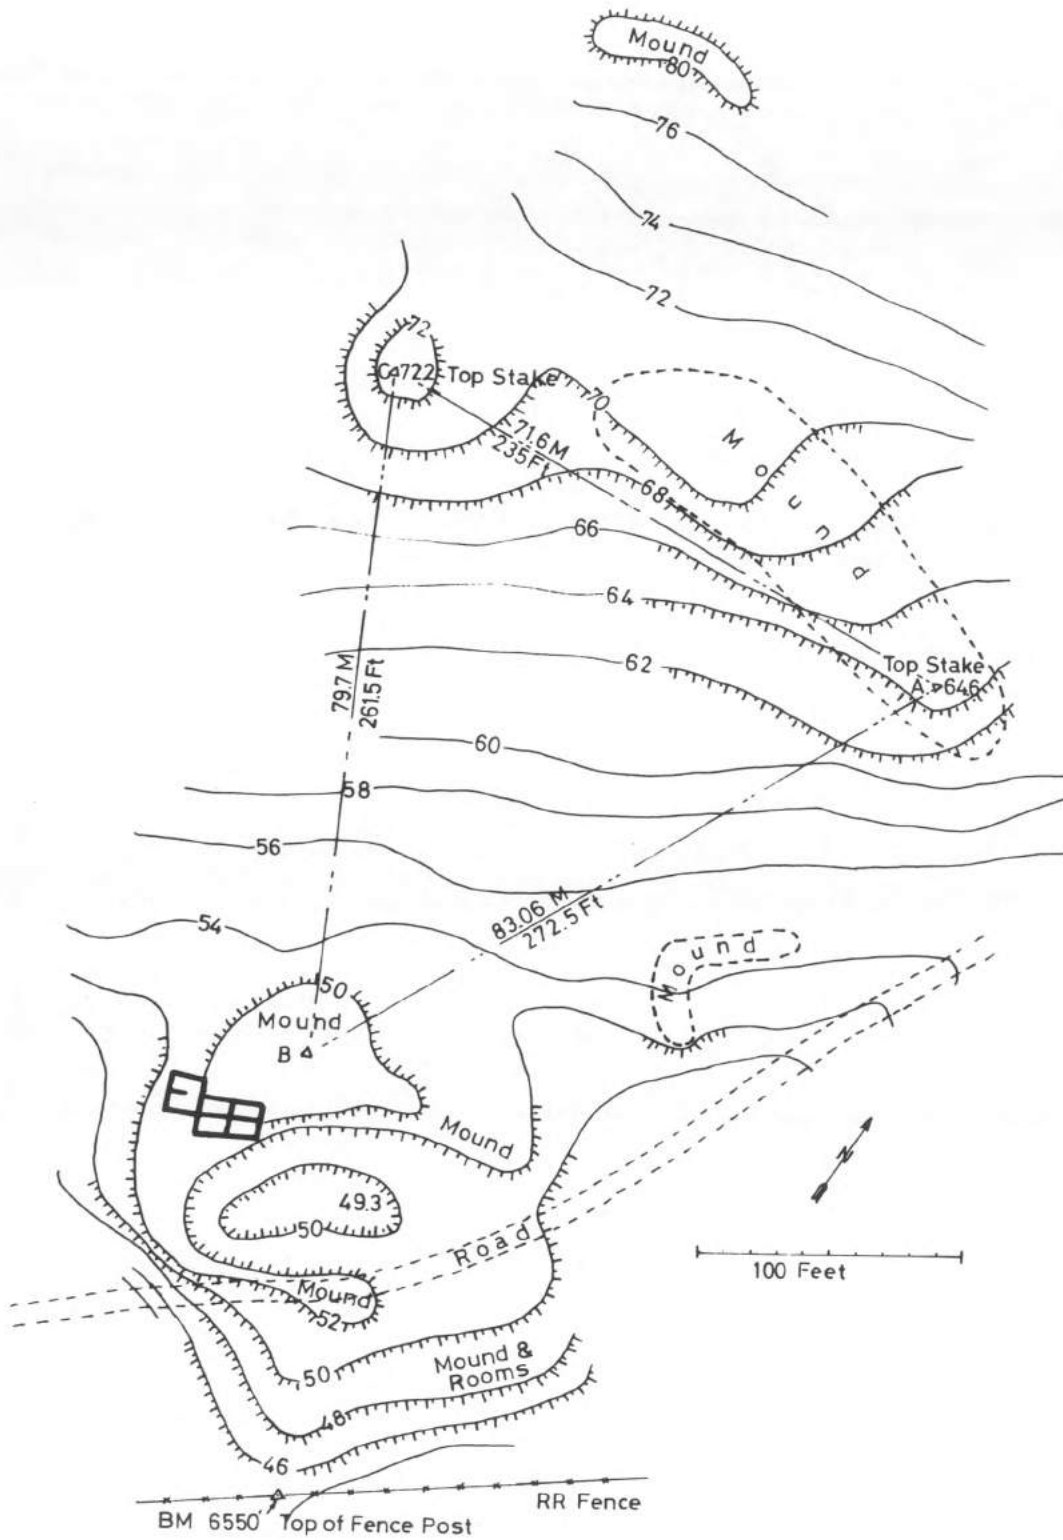 Mound
80
76
74
72
72
C 722 Top Stake
70
Mound
71.6 M
235 Ft
68
66
64
62
Top Stake
A 646
79.7 M
261.5 Ft
60
58
56
83.06 M
272.5 Ft
54
Mound
50
Mound
B
Mound
49.3
50
N
Road
100 Feet
Mound
52
50
Mound &
Rooms
48
46
RR Fence
BM 6550' Top of Fence Post